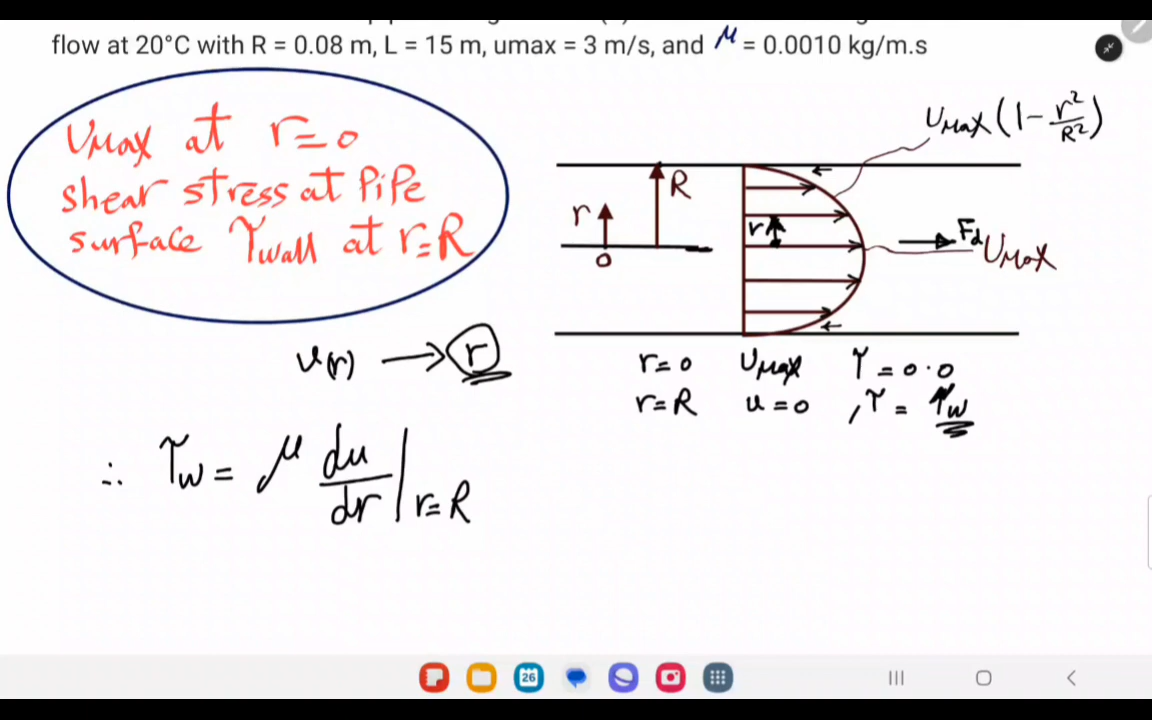 flow at 20°C with R = 0.08 m, L = 15 m, umax = 3 m/s, and μ = 0.0010 kg/m.s
UMax at r=0
shear stress at PiPe
surface τwall at r=R
u(r) → r
∴ τw = μ du/dr | r=R
UMax (1 - r²/R²)
R
r
0
r
Fd
UMax
r=0 UMax τ = 0.0
r=R u=0 , τ = τw
26